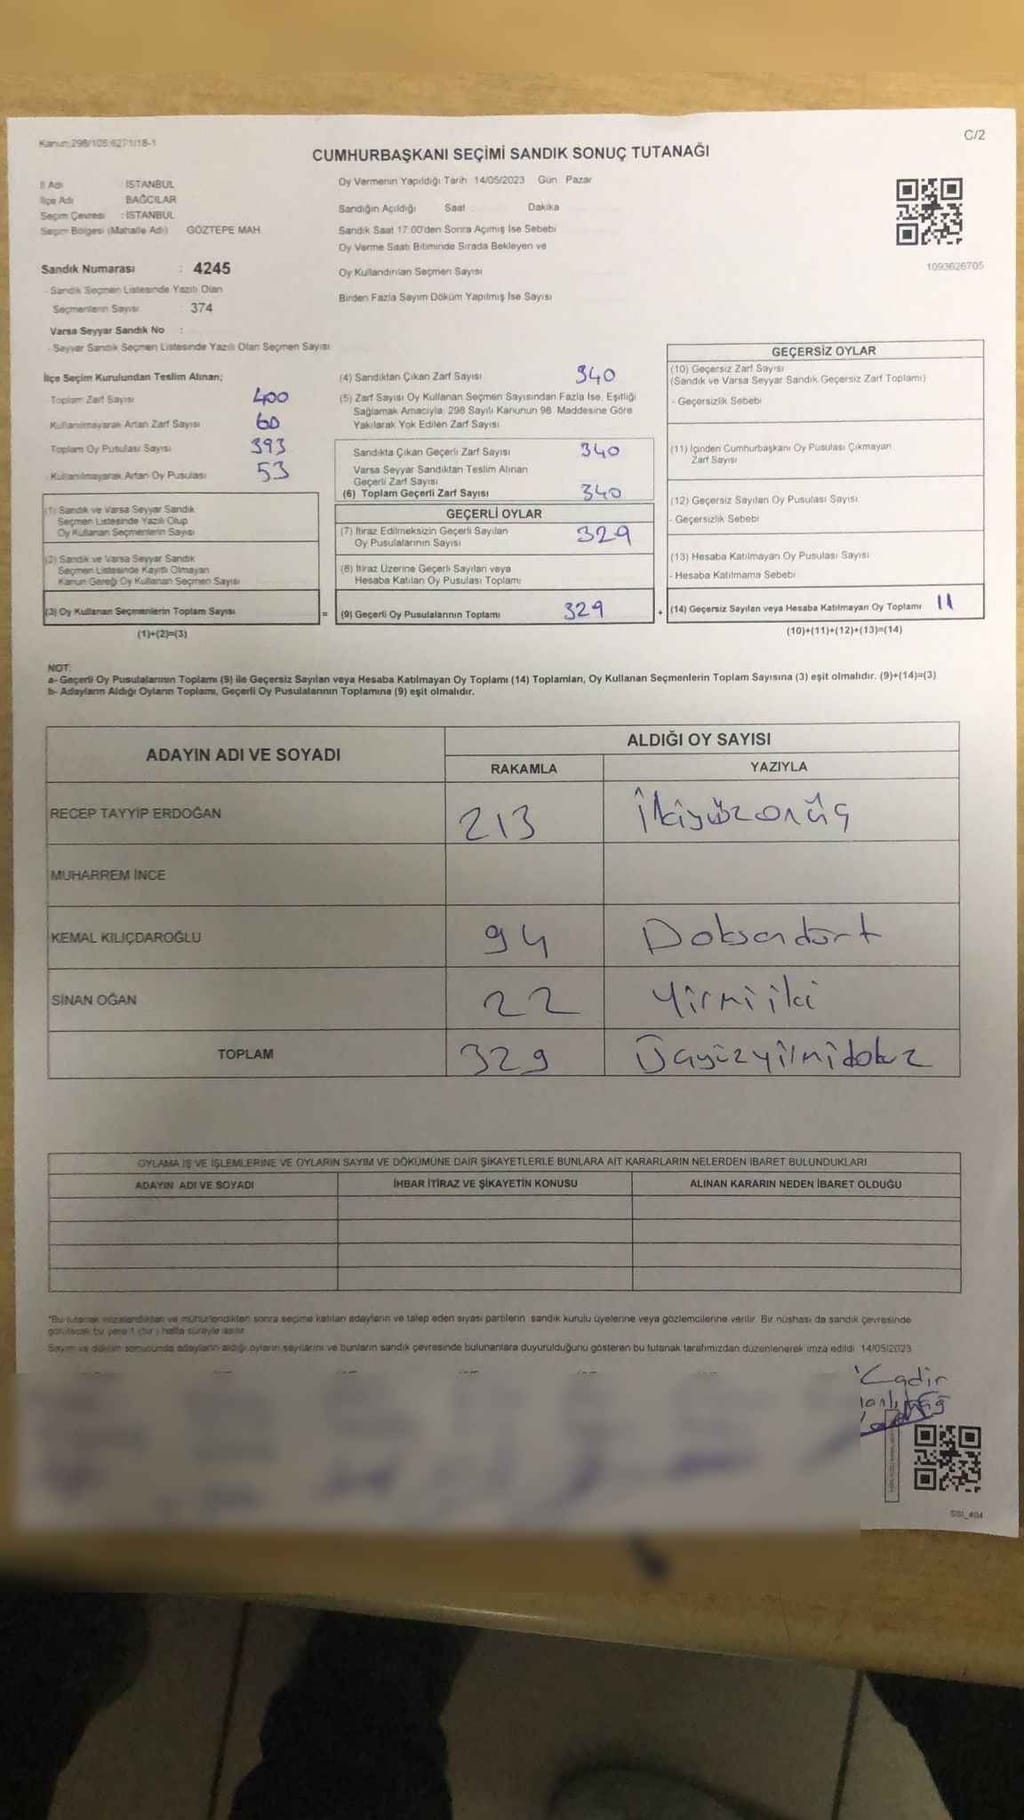 Kanun:298/105;6271/18-1
C/2
CUMHURBAŞKANI SEÇİMİ SANDIK SONUÇ TUTANAĞI
İl Adı İSTANBUL
İlçe Adı BAĞCILAR
Seçim Çevresi : İSTANBUL
Seçim Bölgesi (Mahalle Adı) GÖZTEPE MAH.
Sandık Numarası : 4245
- Sandık Seçmen Listesinde Yazılı Olan
Seçmenlerin Sayısı 374
Varsa Seyyar Sandık No :
- Seyyar Sandık Seçmen Listesinde Yazılı Olan Seçmen Sayısı
Oy Vermenin Yapıldığı Tarih 14/05/2023 Gün Pazar
Sandığın Açıldığı Saat Dakika
Sandık Saat 17:00'den Sonra Açımış İse Sebebi
Oy Verme Saati Bitiminde Sırada Bekleyen ve
Oy Kullandırılan Seçmen Sayısı
Birden Fazla Sayım Döküm Yapılmış İse Sayısı
1093626705
İlçe Seçim Kurulundan Teslim Alınan;
Toplam Zarf Sayısı 400
Kullanılmayarak Artan Zarf Sayısı 60
Toplam Oy Pusulası Sayısı 393
Kullanılmayarak Artan Oy Pusulası 53
(1) Sandık ve Varsa Seyyar Sandık
Seçmen Listesinde Yazılı Olup
Oy Kullanan Seçmenlerin Sayısı
(2) Sandık ve Varsa Seyyar Sandık
Seçmen Listesinde Kayıtlı Olmayan
Kanun Gereği Oy Kullanan Seçmen Sayısı
(3) Oy Kullanan Seçmenlerin Toplam Sayısı
(1)+(2)=(3)
=
(4) Sandıktan Çıkan Zarf Sayısı 340
(5) Zarf Sayısı Oy Kullanan Seçmen Sayısından Fazla İse, Eşitliği
Sağlamak Amacıyla 298 Sayılı Kanunun 98. Maddesine Göre
Yakılarak Yok Edilen Zarf Sayısı
Sandıkta Çıkan Geçerli Zarf Sayısı 340
Varsa Seyyar Sandıktan Teslim Alınan
Geçerli Zarf Sayısı
(6) Toplam Geçerli Zarf Sayısı 340
GEÇERLİ OYLAR
(7) İtiraz Edilmeksizin Geçerli Sayılan
Oy Pusulalarının Sayısı 329
(8) İtiraz Üzerine Geçerli Sayılan veya
Hesaba Katılan Oy Pusulası Toplamı
(9) Geçerli Oy Pusulalarının Toplamı 329
+
GEÇERSİZ OYLAR
(10) Geçersiz Zarf Sayısı
(Sandık ve Varsa Seyyar Sandık Geçersiz Zarf Toplamı)
- Geçersizlik Sebebi
(11) İçinden Cumhurbaşkanı Oy Pusulası Çıkmayan
Zarf Sayısı
(12) Geçersiz Sayılan Oy Pusulası Sayısı
- Geçersizlik Sebebi
(13) Hesaba Katılmayan Oy Pusulası Sayısı
- Hesaba Katılmama Sebebi
(14) Geçersiz Sayılan veya Hesaba Katılmayan Oy Toplamı 11
(10)+(11)+(12)+(13)=(14)
NOT:
a- Geçerli Oy Pusulalarının Toplamı (9) ile Geçersiz Sayılan veya Hesaba Katılmayan Oy Toplamı (14) Toplamları, Oy Kullanan Seçmenlerin Toplam Sayısına (3) eşit olmalıdır. (9)+(14)=(3)
b- Adayların Aldığı Oyların Toplamı, Geçerli Oy Pusulalarının Toplamına (9) eşit olmalıdır.
ADAYIN ADI VE SOYADI ALDIĞI OY SAYISI
RAKAMLA YAZIYLA
RECEP TAYYİP ERDOĞAN 213 İkiyüzonüç
MUHARREM İNCE
KEMAL KILIÇDAROĞLU 94 Doksandört
SİNAN OĞAN 22 Yirmiiki
TOPLAM 329 Üçyüzyirmidokuz
OYLAMA İŞ VE İŞLEMLERİNE VE OYLARIN SAYIM VE DÖKÜMÜNE DAİR ŞİKAYETLERLE BUNLARA AİT KARARLARIN NELERDEN İBARET BULUNDUKLARI
ADAYIN ADI VE SOYADI İHBAR İTİRAZ VE ŞİKAYETİN KONUSU ALINAN KARARIN NEDEN İBARET OLDUĞU
*Bu tutanak imzalandıktan ve mühürlendikten sonra seçime katılan adayların ve talep eden siyasi partilerin sandık kurulu üyelerine veya gözlemcilerine verilir. Bir nüshası da sandık çevresinde
görülecek bir yere 1 (bir) hafta süreyle asılır.
Sayım ve döküm sonucunda adayların aldığı oyların sayılarını ve bunların sandık çevresinde bulunanlara duyurulduğunu gösteren bu tutanak tarafımızdan düzenlenerek imza edildi. 14/05/2023
Kadir
SSI_404